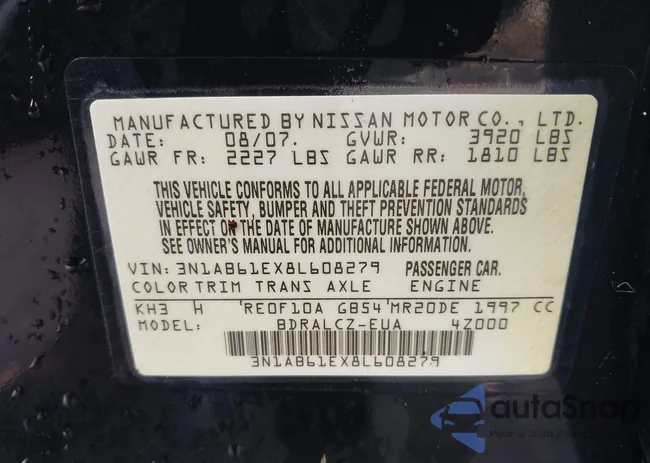 MANUFACTURED BY NISSAN MOTOR CO., LTD.
DATE: 08/07. GVWR: 3920 LBS
GAWR FR: 2227 LBS GAWR RR: 1810 LBS
THIS VEHICLE CONFORMS TO ALL APPLICABLE FEDERAL MOTOR
VEHICLE SAFETY, BUMPER AND THEFT PREVENTION STANDARDS
IN EFFECT ON THE DATE OF MANUFACTURE SHOWN ABOVE.
SEE OWNER'S MANUAL FOR ADDITIONAL INFORMATION.
VIN: 3N1AB61EX8L608279 PASSENGER CAR.
COLOR TRIM TRANS AXLE ENGINE
KH3 H 'RE0F10A GB54 'MR20DE 1997 CC
MODEL: BDRALCZ-EUA 4Z000
3N1AB61EX8L608279
autoSnap